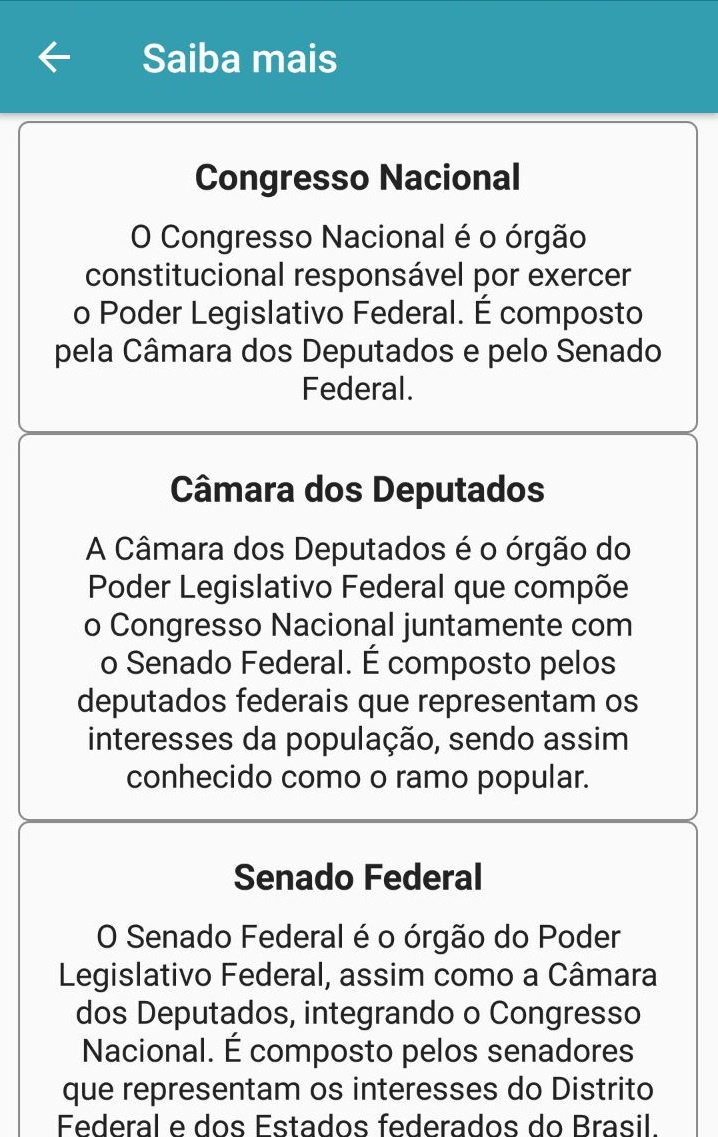 Saiba mais
Congresso Nacional
O Congresso Nacional é o órgão
constitucional responsável por exercer
o Poder Legislativo Federal. É composto
pela Câmara dos Deputados e pelo Senado
Federal.
Câmara dos Deputados
A Câmara dos Deputados é o órgão do
Poder Legislativo Federal que compõe
o Congresso Nacional juntamente com
o Senado Federal. É composto pelos
deputados federais que representam os
interesses da população, sendo assim
conhecido como o ramo popular.
Senado Federal
O Senado Federal é o órgão do Poder
Legislativo Federal, assim como a Câmara
dos Deputados, integrando o Congresso
Nacional. É composto pelos senadores
que representam os interesses do Distrito
Federal e dos Estados federados do Brasil.